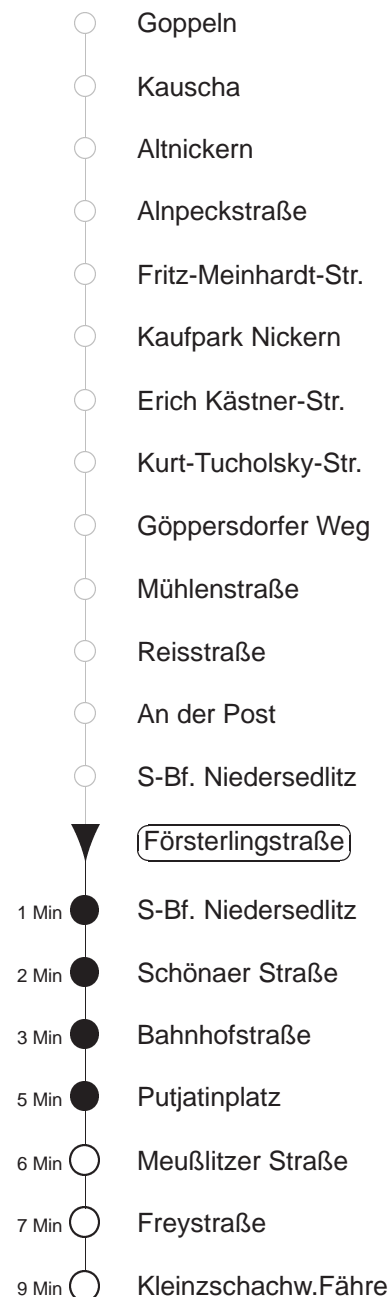 Goppeln
Kauscha
Altnickern
Alnpeckstraße
Fritz-Meinhardt-Str.
Kaufpark Nickern
Erich Kästner-Str.
Kurt-Tucholsky-Str.
Göppersdorfer Weg
Mühlenstraße
Reisstraße
An der Post
S-Bf. Niedersedlitz
Försterlingstraße
1 Min S-Bf. Niedersedlitz
2 Min Schönaer Straße
3 Min Bahnhofstraße
5 Min Putjatinplatz
6 Min Meußlitzer Straße
7 Min Freystraße
9 Min Kleinzschachw.Fähre